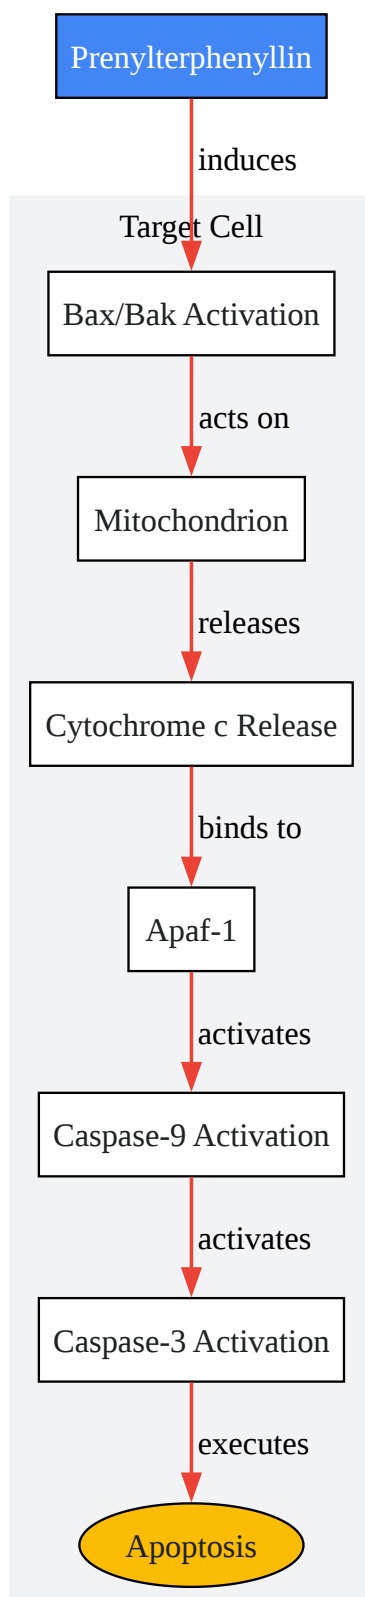 Prenylterphenyllin
induces
Target Cell
Bax/Bak Activation
acts on
Mitochondrion
releases
Cytochrome c Release
binds to
Apaf-1
activates
Caspase-9 Activation
activates
Caspase-3 Activation
executes
Apoptosis